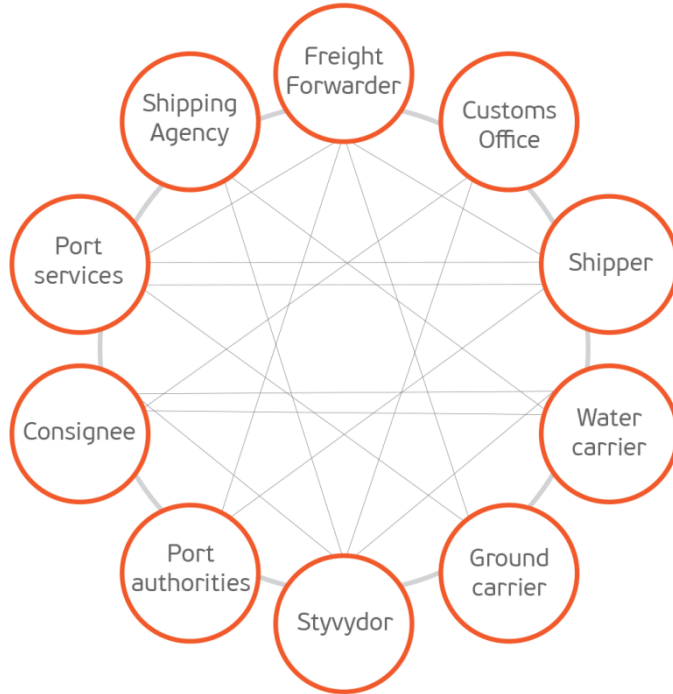 Freight
Forwarder
Customs
Office
Shipper
Water
carrier
Ground
carrier
Styvydor
Port
authorities
Consignee
Port
services
Shipping
Agency